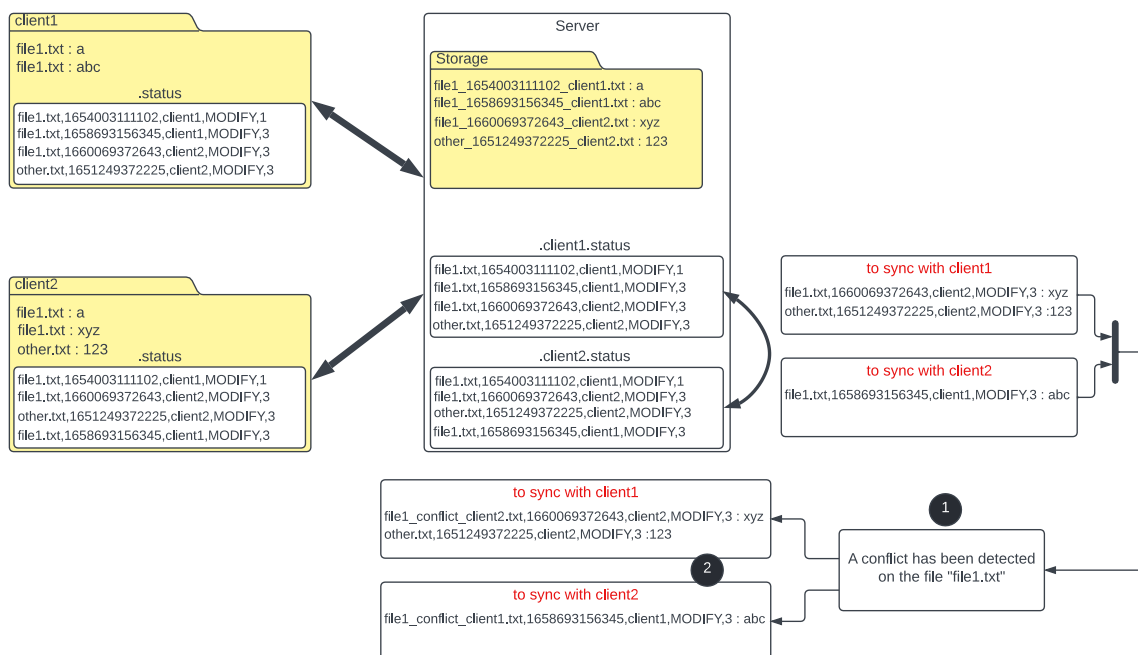 client1
file1.txt : a
file1.txt : abc
.status
file1.txt,1654003111102,client1,MODIFY,1
file1.txt,1658693156345,client1,MODIFY,3
file1.txt,1660069372643,client2,MODIFY,3
other.txt,1651249372225,client2,MODIFY,3
client2
file1.txt : a
file1.txt : xyz
other.txt : 123
.status
file1.txt,1654003111102,client1,MODIFY,1
file1.txt,1660069372643,client2,MODIFY,3
other.txt,1651249372225,client2,MODIFY,3
file1.txt,1658693156345,client1,MODIFY,3
Server
Storage
file1_1654003111102_client1.txt : a
file1_1658693156345_client1.txt : abc
file1_1660069372643_client2.txt : xyz
other_1651249372225_client2.txt : 123
.client1.status
file1.txt,1654003111102,client1,MODIFY,1
file1.txt,1658693156345,client1,MODIFY,3
file1.txt,1660069372643,client2,MODIFY,3
other.txt,1651249372225,client2,MODIFY,3
.client2.status
file1.txt,1654003111102,client1,MODIFY,1
file1.txt,1660069372643,client2,MODIFY,3
other.txt,1651249372225,client2,MODIFY,3
file1.txt,1658693156345,client1,MODIFY,3
to sync with client1
file1.txt,1660069372643,client2,MODIFY,3 : xyz
other.txt,1651249372225,client2,MODIFY,3 :123
to sync with client2
file1.txt,1658693156345,client1,MODIFY,3 : abc
1
A conflict has been detected
on the file "file1.txt"
to sync with client1
file1_conflict_client2.txt,1660069372643,client2,MODIFY,3 : xyz
other.txt,1651249372225,client2,MODIFY,3 :123
2
to sync with client2
file1_conflict_client1.txt,1658693156345,client1,MODIFY,3 : abc